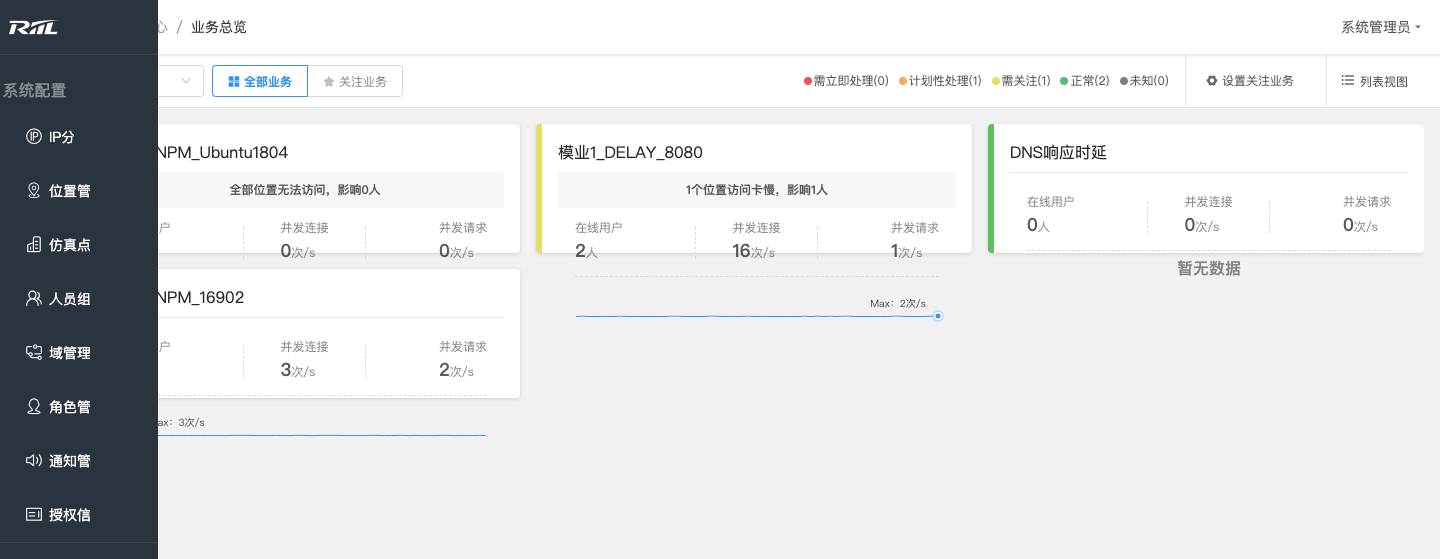 RIIL
心 / 业务总览
系统管理员
系统配置
IP分
位置管
仿真点
人员组
域管理
角色管
通知管
授权信
全部业务
关注业务
需立即处理(0)
计划性处理(1)
需关注(1)
正常(2)
未知(0)
设置关注业务
列表视图
NPM_Ubuntu1804
全部位置无法访问，影响0人
户
并发连接
并发请求
0次/s
0次/s
模业1_DELAY_8080
1个位置访问卡慢，影响1人
在线用户
并发连接
并发请求
2人
16次/s
1次/s
Max：2次/s
DNS响应时延
在线用户
并发连接
并发请求
0人
0次/s
0次/s
暂无数据
NPM_16902
户
并发连接
并发请求
3次/s
2次/s
ax：3次/s